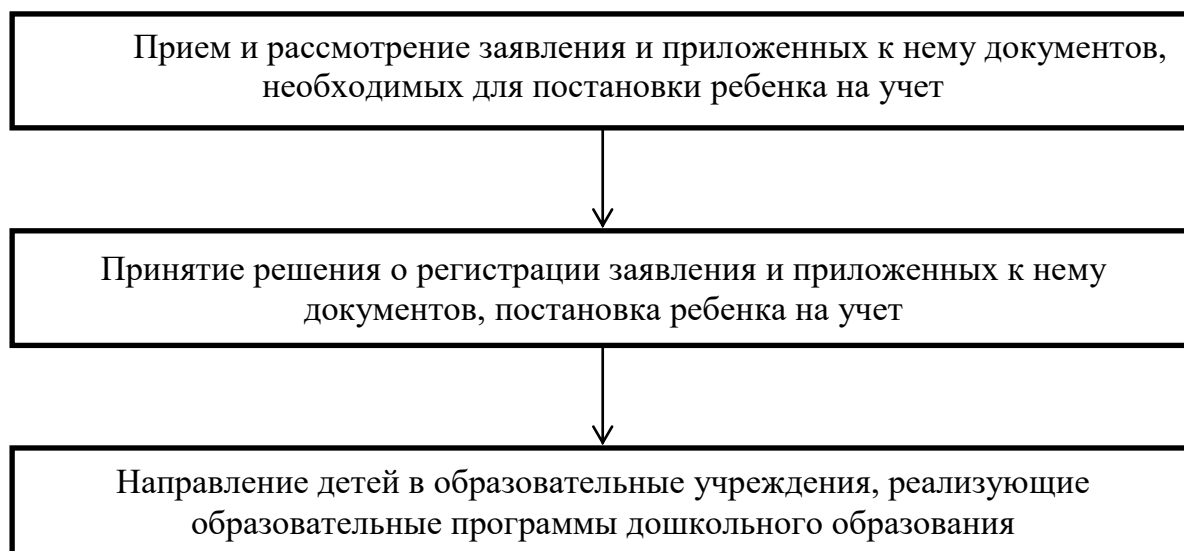 Прием и рассмотрение заявления и приложенных к нему документов,
необходимых для постановки ребенка на учет
Принятие решения о регистрации заявления и приложенных к нему
документов, постановка ребенка на учет
Направление детей в образовательные учреждения, реализующие
образовательные программы дошкольного образования